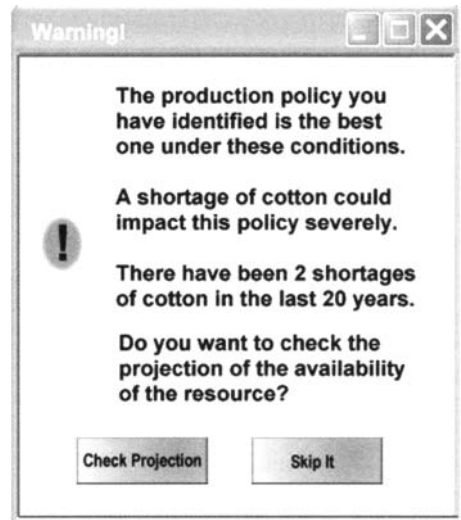 Warning!
The production policy you
have identified is the best
one under these conditions.
A shortage of cotton could
impact this policy severely.
!
There have been 2 shortages
of cotton in the last 20 years.
Do you want to check the
projection of the availability
of the resource?
Check Projection
Skip It